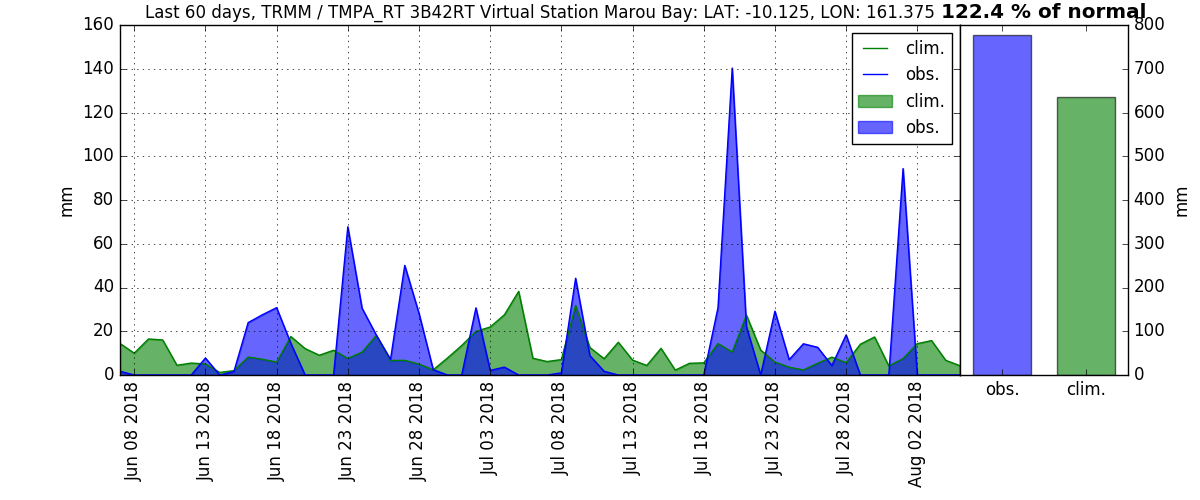 Last 60 days, TRMM / TMPA_RT 3B42RT Virtual Station Marou Bay: LAT: -10.125, LON: 161.375 122.4 % of normal
160
140
120
100
80
60
40
20
0
mm
clim.
obs.
clim.
obs.
800
700
600
500
400
300
200
100
0
mm
Jun 08 2018
Jun 13 2018
Jun 18 2018
Jun 23 2018
Jun 28 2018
Jul 03 2018
Jul 08 2018
Jul 13 2018
Jul 18 2018
Jul 23 2018
Jul 28 2018
Aug 02 2018
obs.
clim.